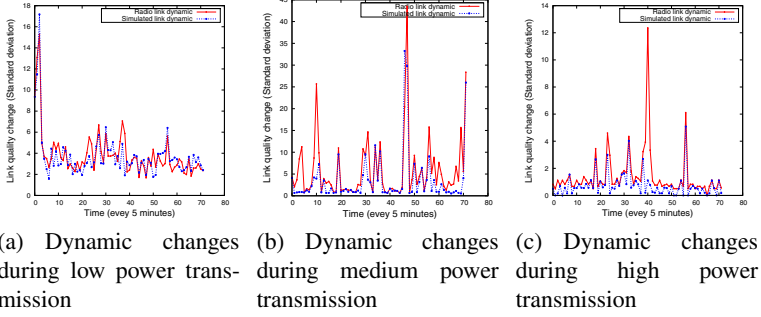 18
16
14
12
10
8
6
4
2
0
0 10 20 30 40 50 60 70 80
Link quality change (Standard deviation)
Time (evey 5 minutes)
Radio link dynamic
Simulated link dynamic
45
40
35
30
25
20
15
10
5
0
0 10 20 30 40 50 60 70 80
Link quality change (Standard deviation)
Time (evey 5 minutes)
Radio link dynamic
Simulated link dynamic
14
12
10
8
6
4
2
0
0 10 20 30 40 50 60 70 80
Link quality change (Standard deviation)
Time (evey 5 minutes)
Radio link dynamic
Simulated link dynamic
(a) Dynamic changes
during low power trans-
mission
(b) Dynamic changes
during medium power
transmission
(c) Dynamic changes
during high power
transmission